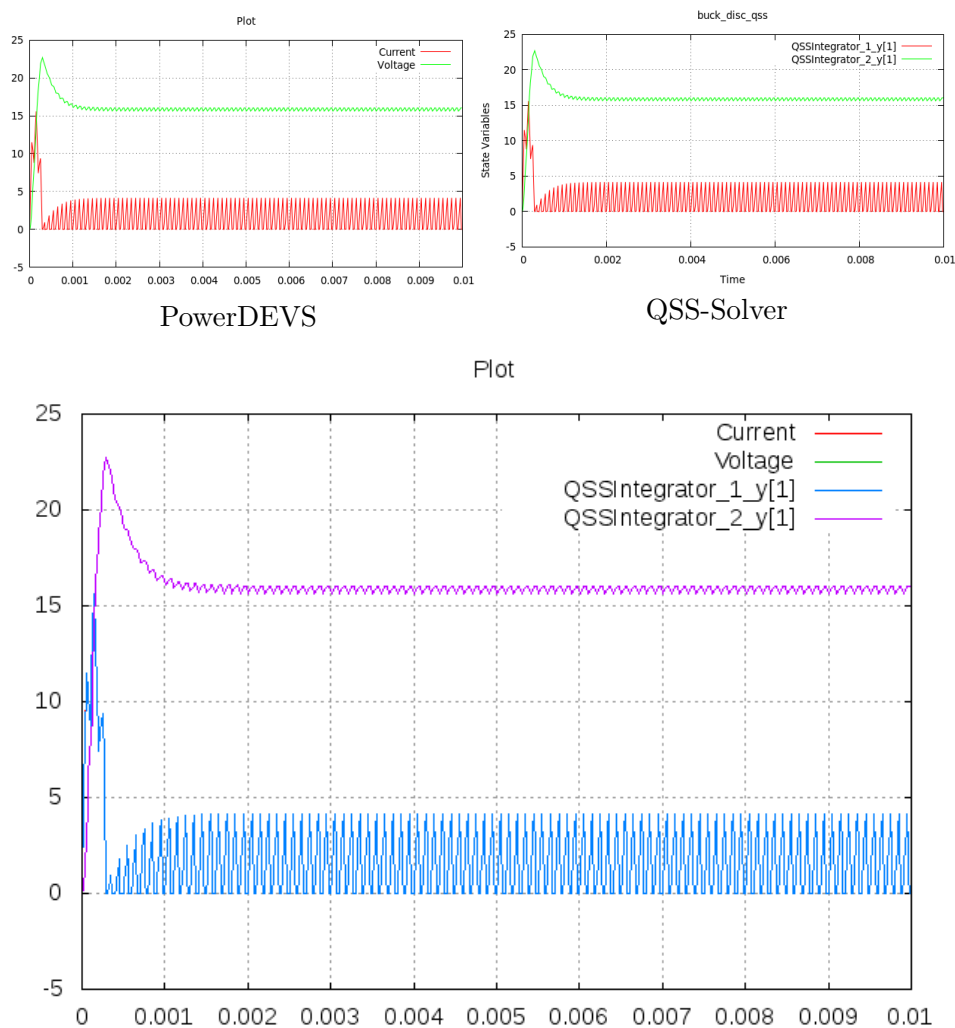 Plot
25
20
15
10
5
0
-5
Current
Voltage
0 0.001 0.002 0.003 0.004 0.005 0.006 0.007 0.008 0.009 0.01
PowerDEVS
buck_disc_qss
State Variables
25
20
15
10
5
0
-5
QSSIntegrator_1_y[1]
QSSIntegrator_2_y[1]
0 0.002 0.004 0.006 0.008 0.01
Time
QSS-Solver
Plot
25
20
15
10
5
0
-5
Current
Voltage
QSSIntegrator_1_y[1]
QSSIntegrator_2_y[1]
0 0.001 0.002 0.003 0.004 0.005 0.006 0.007 0.008 0.009 0.01